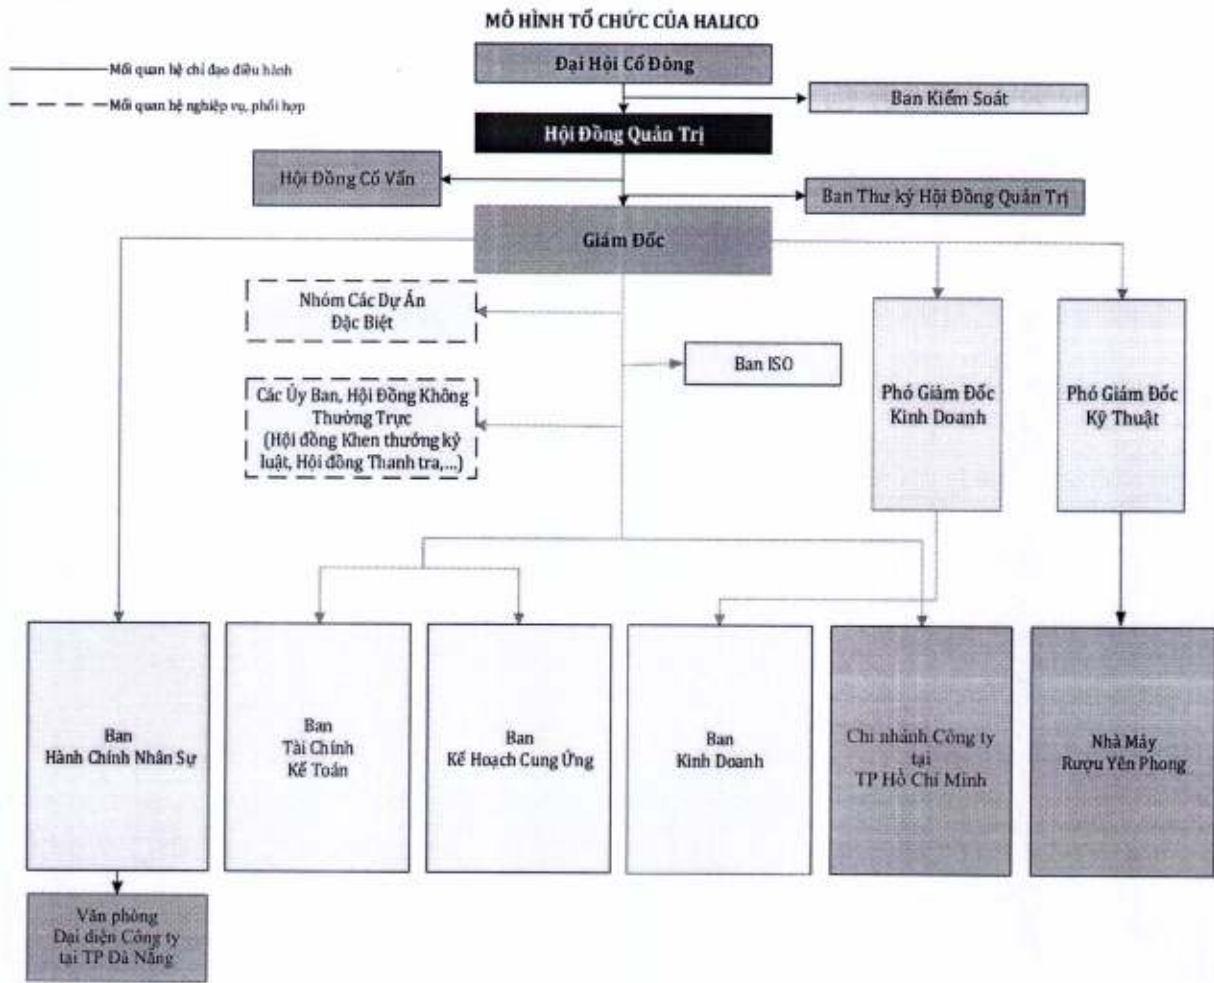 MÔ HÌNH TỔ CHỨC CỦA HALICO
Đại Hội Cổ Đông
Mối quan hệ chỉ đạo điều hành
Mối quan hệ nghiệp vụ, phối hợp
Ban Kiểm Soát
Hội Đồng Quản Trị
Hội Đồng Cố Vấn
Ban Thư ký Hội Đồng Quản Trị
Giám Đốc
Nhóm Các Dự Án
Đặc Biệt
Ban ISO
Các Ủy Ban, Hội Đồng Không
Thường Trực
(Hội đồng Khen thưởng kỷ
luật, Hội đồng Thanh tra,...)
Phó Giám Đốc
Kinh Doanh
Phó Giám Đốc
Kỹ Thuật
Ban
Hành Chính Nhân Sự
Ban
Tài Chính
Kế Toán
Ban
Kế Hoạch Cung Ứng
Ban
Kinh Doanh
Chi nhánh Công ty
tại
TP Hồ Chí Minh
Nhà Máy
Rượu Yên Phong
Văn phòng
Đại diện Công ty
tại TP Đà Nẵng